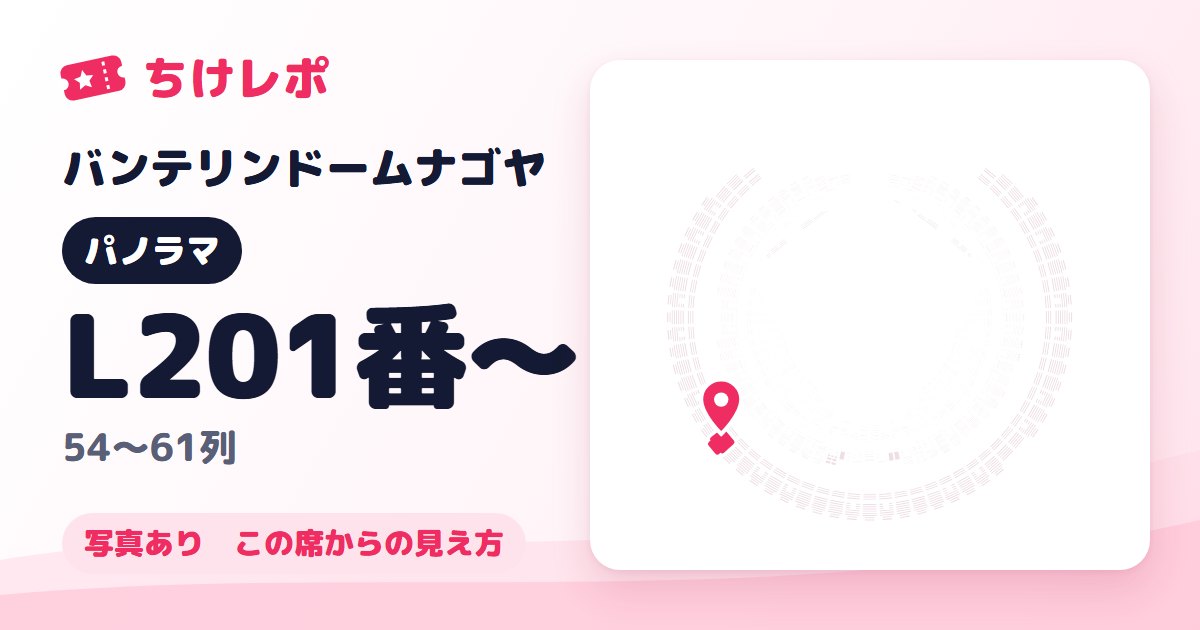 ちけレポ
バンテリンドームナゴヤ
パノラマ
L201番〜
54〜61列
写真あり　この席からの見え方